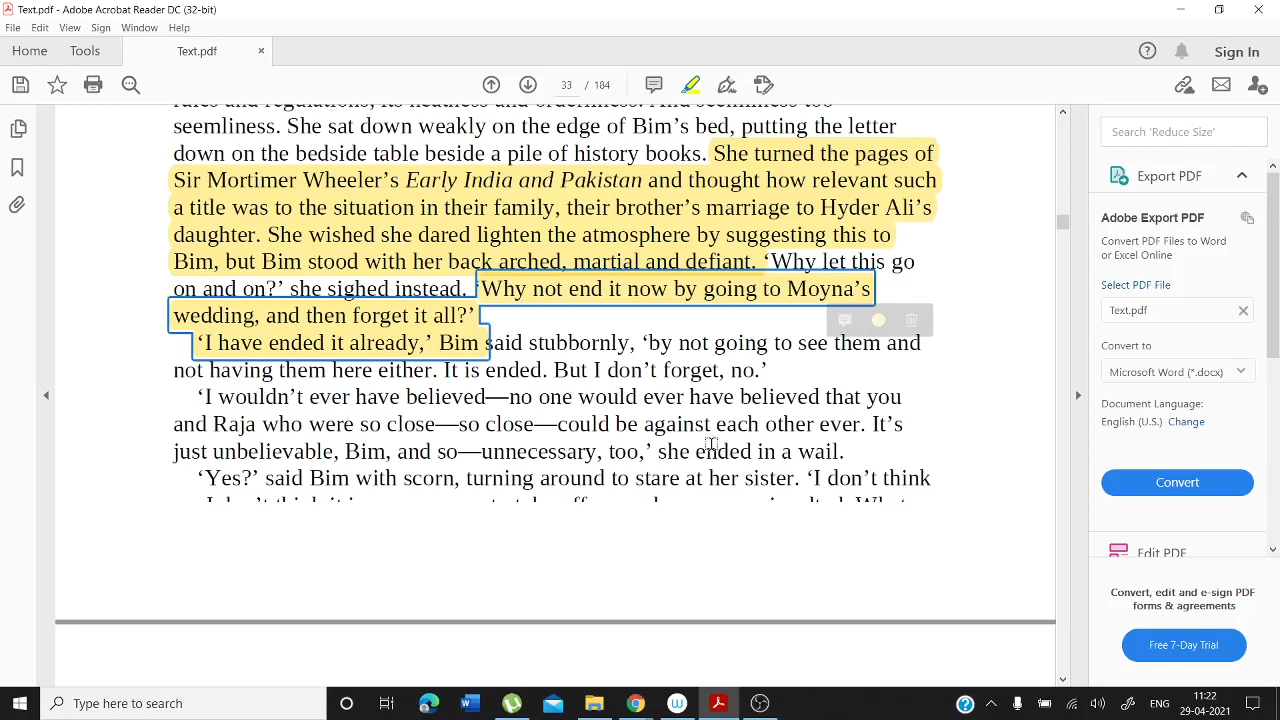 Text.pdf - Adobe Acrobat Reader DC (32-bit)
File Edit View Sign Window Help
Home Tools Text.pdf × Sign In
33 / 184
seemliness. She sat down weakly on the edge of Bim’s bed, putting the letter
down on the bedside table beside a pile of history books. She turned the pages of
Sir Mortimer Wheeler’s Early India and Pakistan and thought how relevant such
a title was to the situation in their family, their brother’s marriage to Hyder Ali’s
daughter. She wished she dared lighten the atmosphere by suggesting this to
Bim, but Bim stood with her back arched, martial and defiant. ‘Why let this go
on and on?’ she sighed instead. ‘Why not end it now by going to Moyna’s
wedding, and then forget it all?’
‘I have ended it already,’ Bim said stubbornly, ‘by not going to see them and
not having them here either. It is ended. But I don’t forget, no.’
‘I wouldn’t ever have believed—no one would ever have believed that you
and Raja who were so close—so close—could be against each other ever. It’s
just unbelievable, Bim, and so—unnecessary, too,’ she ended in a wail.
‘Yes?’ said Bim with scorn, turning around to stare at her sister. ‘I don’t think
Search 'Reduce Size'
Export PDF
Adobe Export PDF
Convert PDF Files to Word
or Excel Online
Select PDF File
Text.pdf
Convert to
Microsoft Word (*.docx)
Document Language:
English (U.S.) Change
Convert
Edit PDF
Convert, edit and e-sign PDF
forms & agreements
Free 7-Day Trial
Type here to search
ENG
11:22
29-04-2021